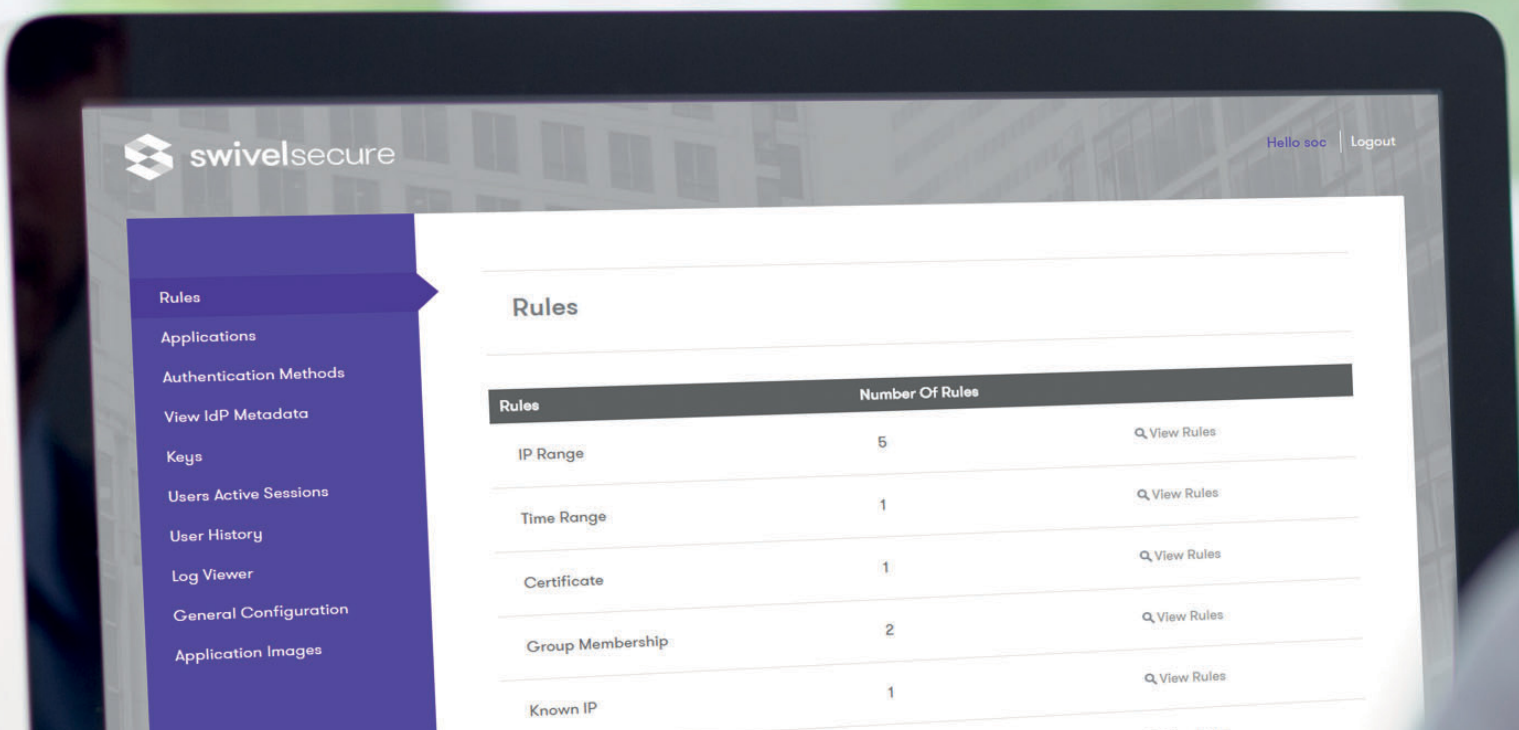 swivelsecure
Hello soc | Logout
Rules
Applications
Authentication Methods
View IdP Metadata
Keys
Users Active Sessions
User History
Log Viewer
General Configuration
Application Images
Rules
Rules Number Of Rules
IP Range 5 View Rules
Time Range 1 View Rules
Certificate 1 View Rules
Group Membership 2 View Rules
Known IP 1 View Rules